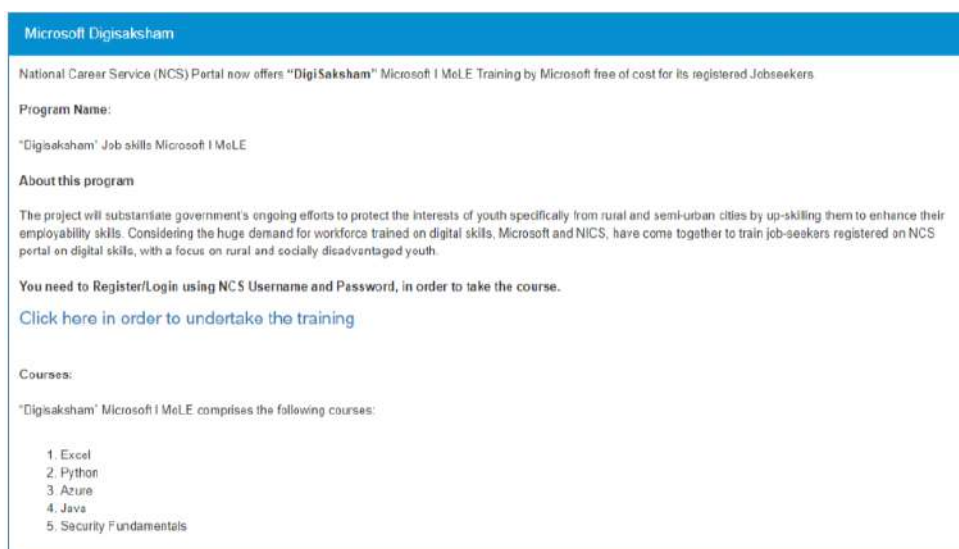 Microsoft Digisaksham
National Career Service (NCS) Portal now offers "DigiSaksham" Microsoft I MoLE Training by Microsoft free of cost for its registered Jobseekers
Program Name:
"Digisaksham" Job skills Microsoft I MoLE
About this program
The project will substantiate government's ongoing efforts to protect the interests of youth specifically from rural and semi-urban cities by up-skilling them to enhance their
employability skills. Considering the huge demand for workforce trained on digital skills, Microsoft and NICS, have come together to train job-seekers registered on NCS
portal on digital skills, with a focus on rural and socially disadvantaged youth.
You need to Register/Login using NCS Username and Password, in order to take the course.
Click here in order to undertake the training
Courses:
"Digisaksham" Microsoft I MoLE comprises the following courses:
1. Excel
2. Python
3. Azure
4. Java
5. Security Fundamentals